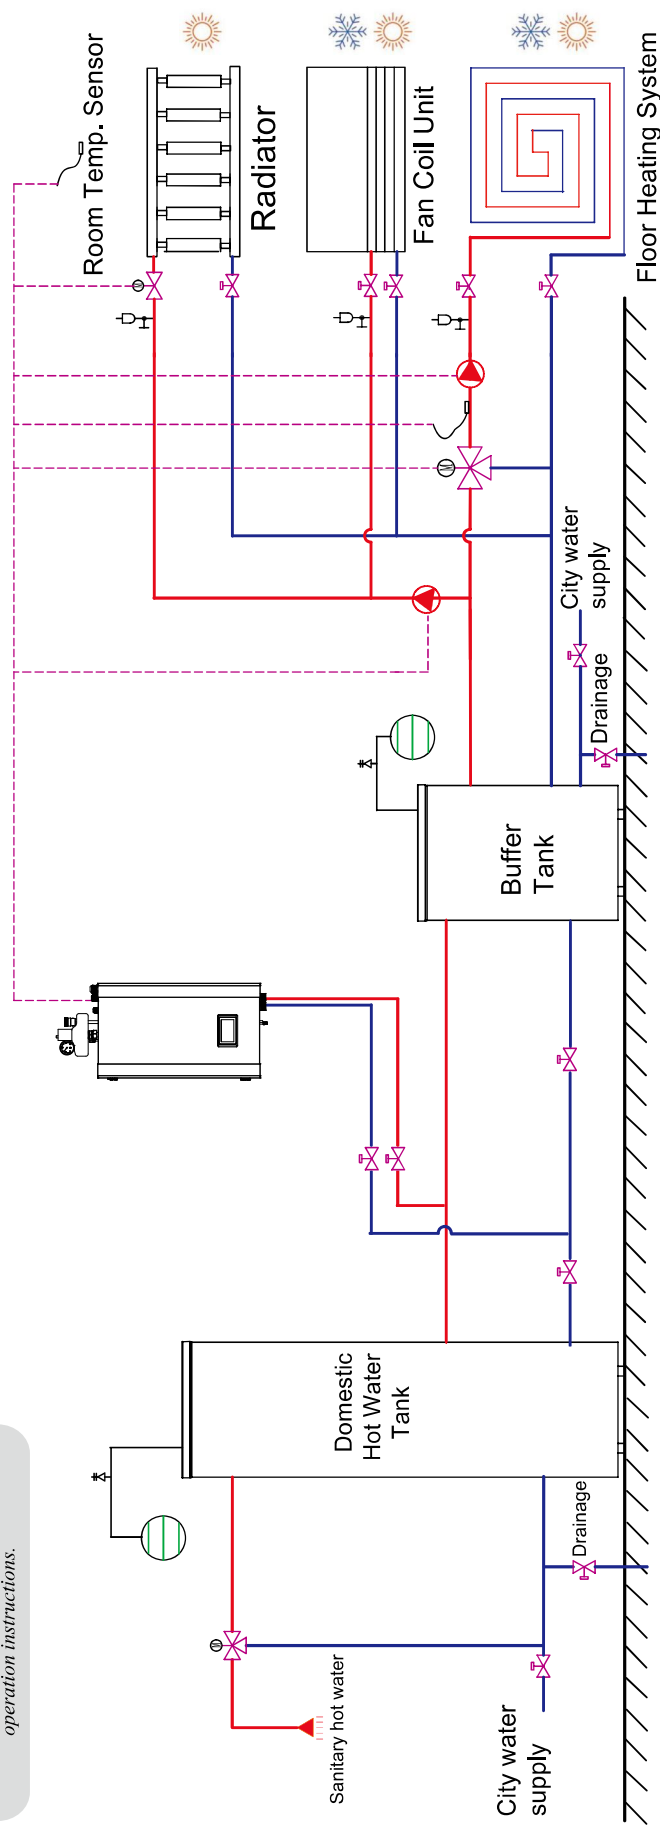 operation instructions.
Room Temp. Sensor
Radiator
Fan Coil Unit
Floor Heating System
City water
supply
Drainage
Buffer
Tank
Domestic
Hot Water
Tank
Drainage
Sanitary hot water
City water
supply